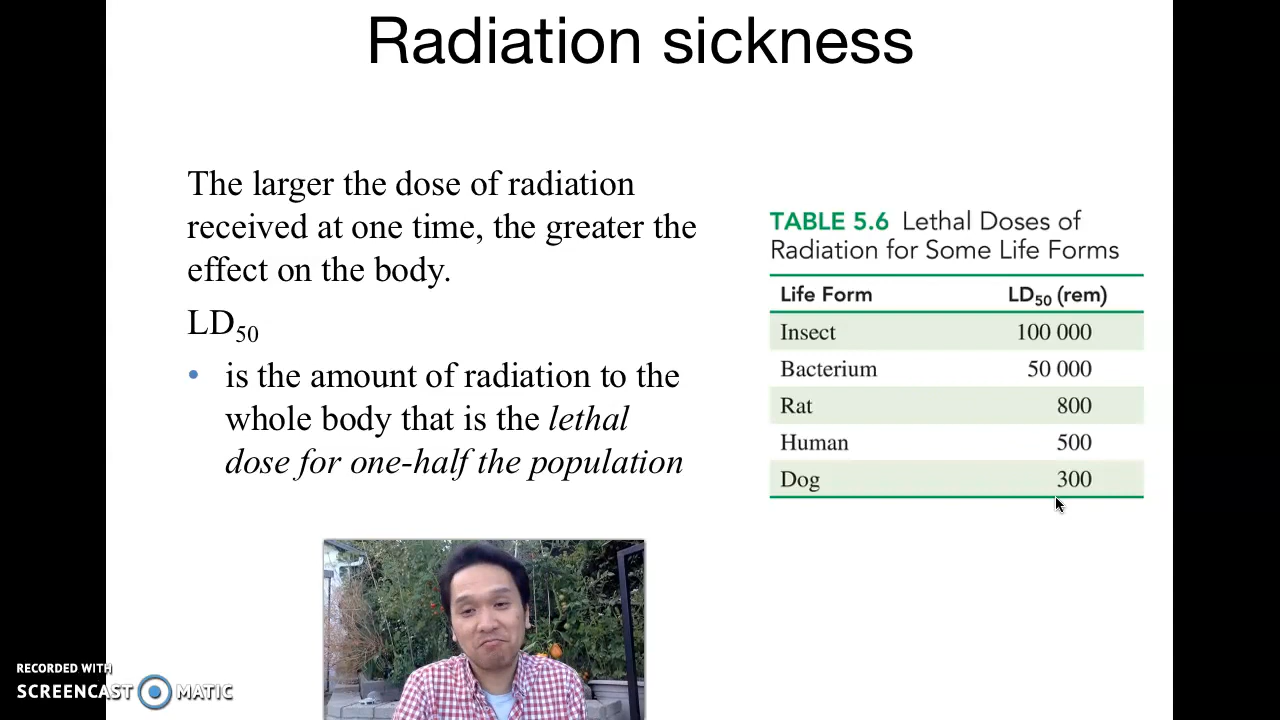 Radiation sickness
The larger the dose of radiation
received at one time, the greater the
effect on the body.
LD50
• is the amount of radiation to the
whole body that is the lethal
dose for one-half the population
TABLE 5.6 Lethal Doses of
Radiation for Some Life Forms
Life Form LD50 (rem)
Insect 100 000
Bacterium 50 000
Rat 800
Human 500
Dog 300
RECORDED WITH
SCREENCAST MATIC